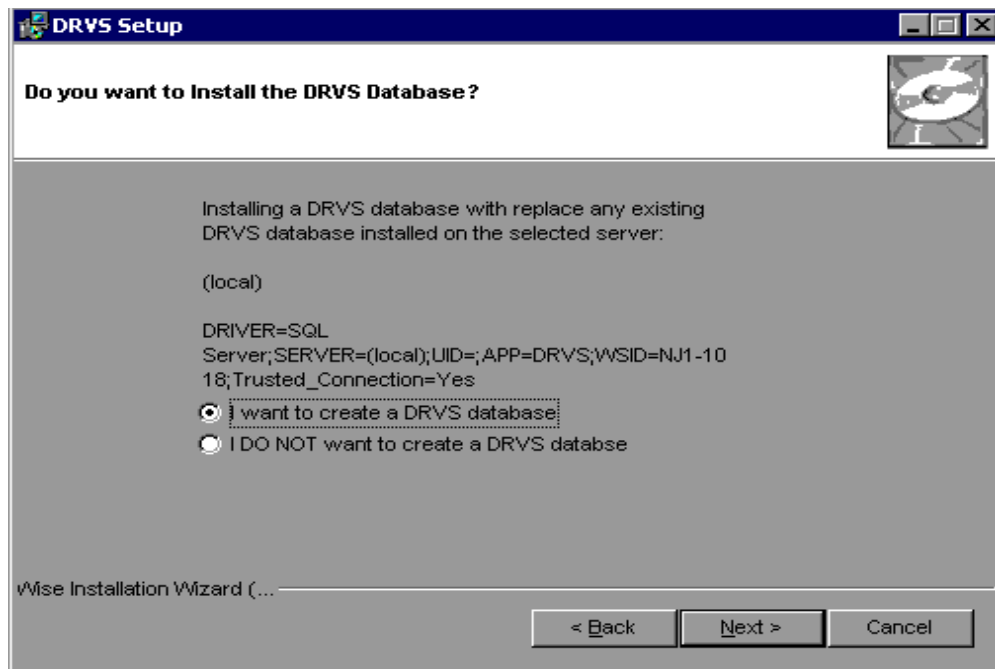 DRVS Setup
Do you want to Install the DRVS Database?
Installing a DRVS database with replace any existing
DRVS database installed on the selected server:
(local)
DRIVER=SQL
Server;SERVER=(local);UID=;APP=DRVS;WSID=NJ1-10
18;Trusted_Connection=Yes
I want to create a DRVS database
I DO NOT want to create a DRVS databse
Wise Installation Wizard (...
< Back
Next >
Cancel